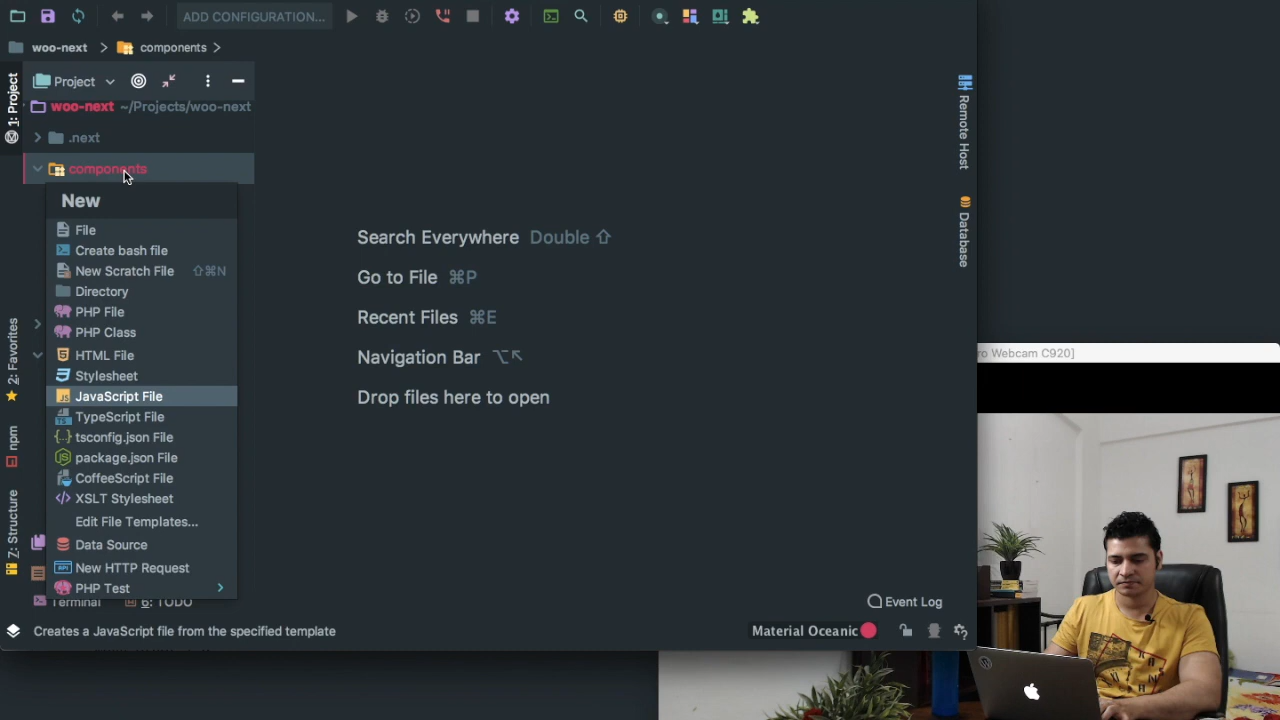 ADD CONFIGURATION...
woo-next
components
Project
1: Project
woo-next ~/Projects/woo-next
.next
components
New
File
Create bash file
New Scratch File ⇧⌘N
Directory
PHP File
PHP Class
HTML File
Stylesheet
JavaScript File
TypeScript File
tsconfig.json File
package.json File
CoffeeScript File
XSLT Stylesheet
Edit File Templates...
Data Source
New HTTP Request
PHP Test
2: Favorites
npm
Z: Structure
Search Everywhere Double ⇧
Go to File ⌘P
Recent Files ⌘E
Navigation Bar ⌥↖
Drop files here to open
Remote Host
Database
ro Webcam C920]
Terminal
6: TODO
Event Log
Creates a JavaScript file from the specified template
Material Oceanic